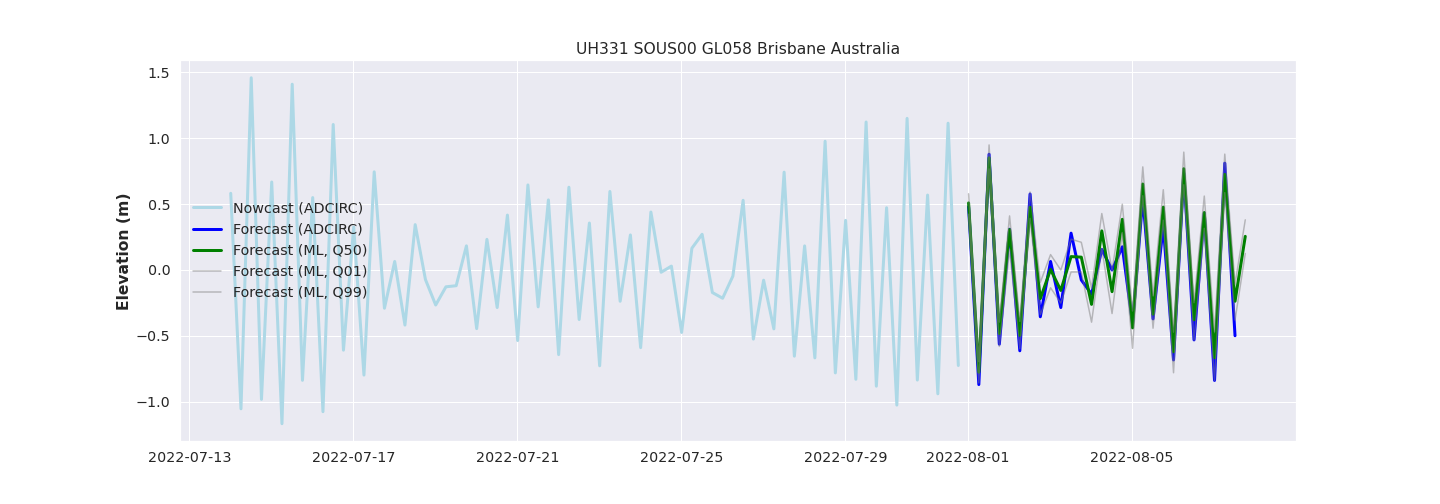 UH331 SOUS00 GL058 Brisbane Australia
Elevation (m)
1.5
1.0
0.5
0.0
−0.5
−1.0
Nowcast (ADCIRC)
Forecast (ADCIRC)
Forecast (ML, Q50)
Forecast (ML, Q01)
Forecast (ML, Q99)
2022-07-13 2022-07-17 2022-07-21 2022-07-25 2022-07-29 2022-08-01 2022-08-05